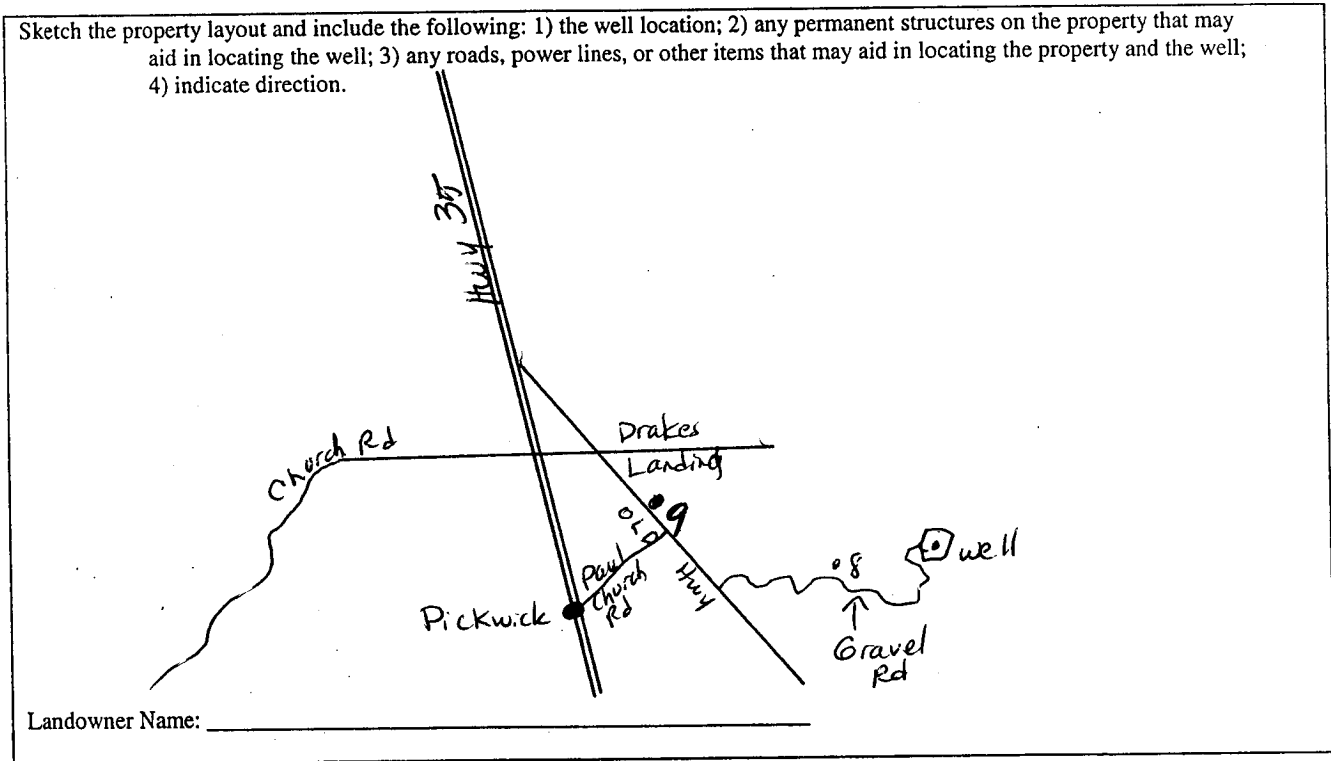 Sketch the property layout and include the following: 1) the well location; 2) any permanent structures on the property that may
aid in locating the well; 3) any roads, power lines, or other items that may aid in locating the property and the well;
4) indicate direction.
Hwy 35
Drakes
Landing
Church Rd
.9
OLD
Hwy
Paul
Church
Rd
Pickwick
.8
well
Gravel
Rd
Landowner Name: